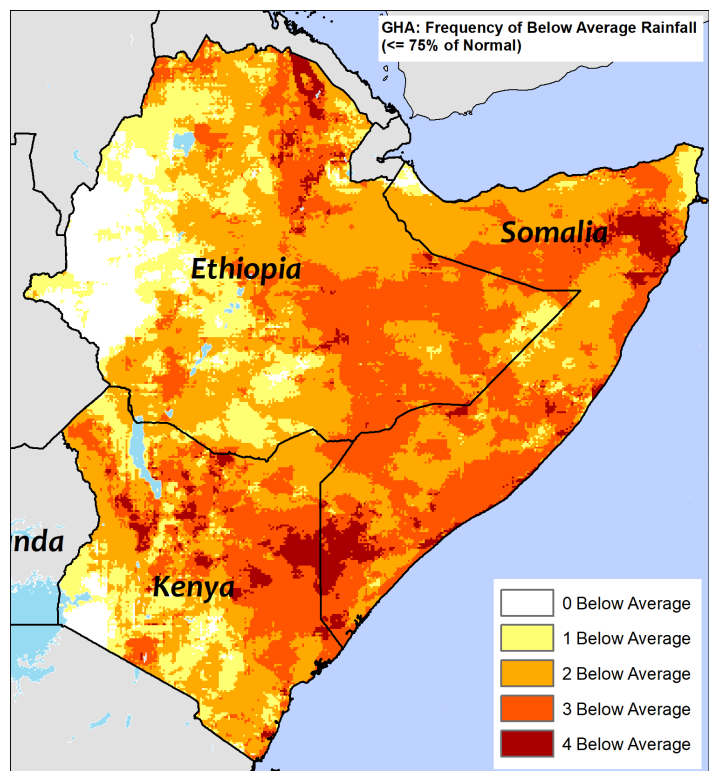 GHA: Frequency of Below Average Rainfall
(<= 75% of Normal)
Somalia
Ethiopia
nda
Kenya
0 Below Average
1 Below Average
2 Below Average
3 Below Average
4 Below Average